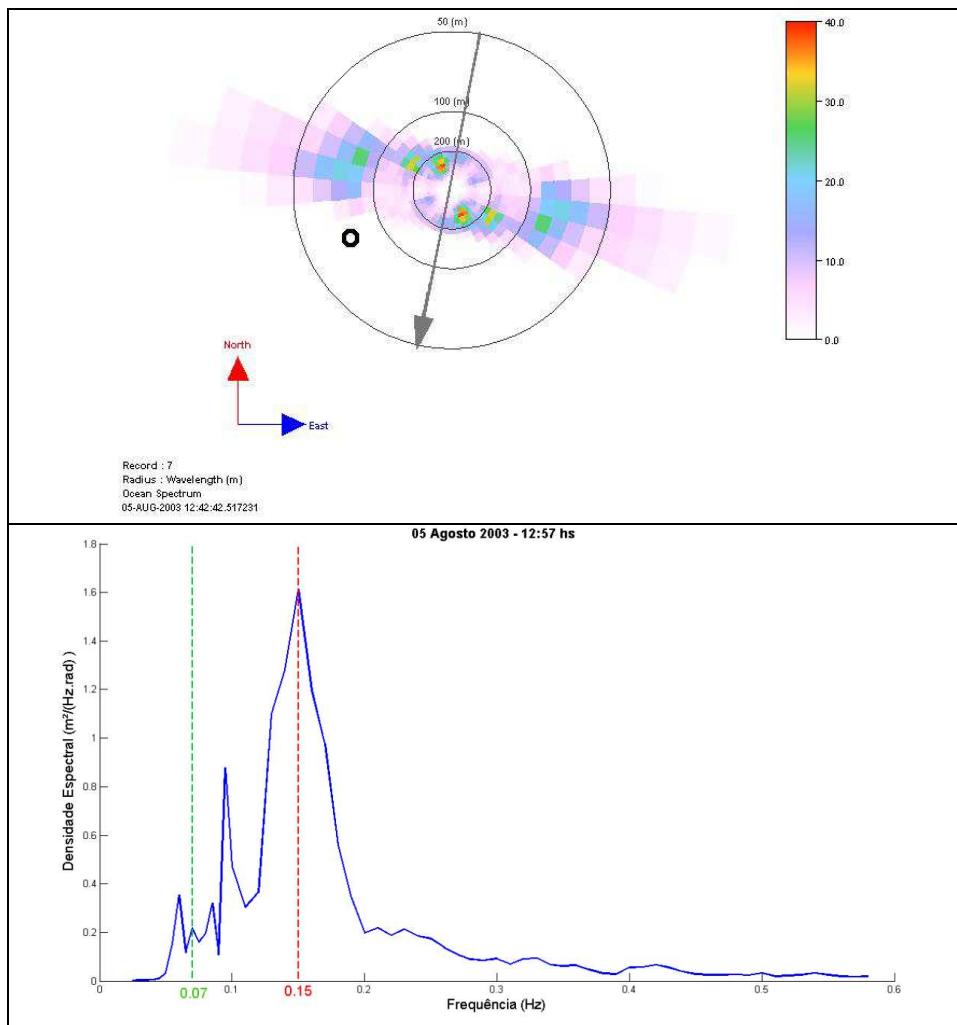 50 (m)
40.0
100 (m)
30.0
200 (m)
20.0
10.0
0.0
North
East
Record : 7
Radius : Wavelength (m)
Ocean Spectrum
05-AUG-2003 12:42:42.517231
05 Agosto 2003 - 12:57 hs
Densidade Espectral (m²/(Hz.rad) )
1.8
1.6
1.4
1.2
1
0.8
0.6
0.4
0.2
0
0 0.07 0.1 0.15 0.2 0.3 0.4 0.5 0.6
Frequência (Hz)